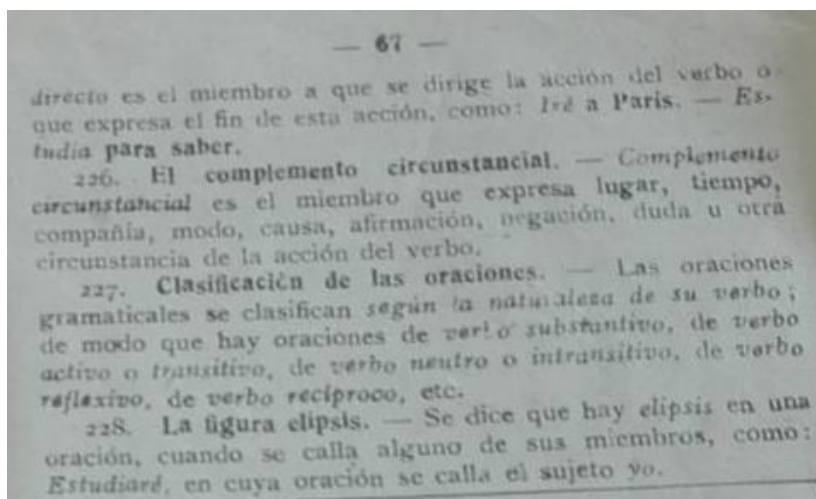 — 67 —
directo es el miembro a que se dirige la acción del verbo o
que expresa el fin de esta acción, como: Iré a Paris. — Es-
tudia para saber.
226. El complemento circunstancial. — Complemento
circunstancial es el miembro que expresa lugar, tiempo,
compañía, modo, causa, afirmación, negación, duda u otra
circunstancia de la acción del verbo.
227. Clasificación de las oraciones. — Las oraciones
gramaticales se clasifican según la naturaleza de su verbo;
de modo que hay oraciones de verbo substantivo, de verbo
activo o transitivo, de verbo neutro o intransitivo, de verbo
reflexivo, de verbo recíproco, etc.
228. La figura elipsis. — Se dice que hay elipsis en una
oración, cuando se calla alguno de sus miembros, como:
Estudiaré, en cuya oración se calla el sujeto yo.